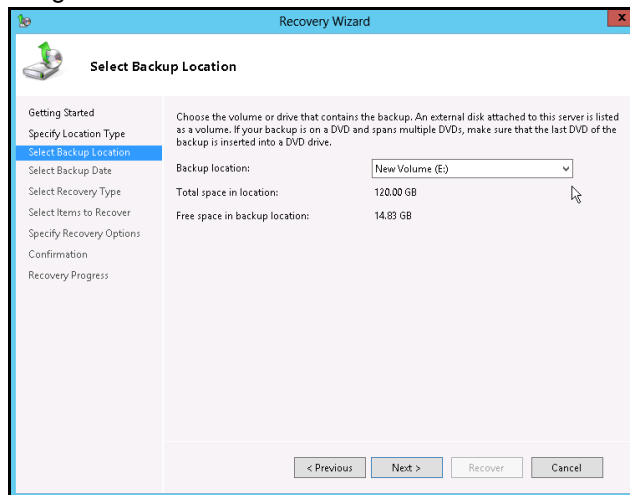 Recovery Wizard
x
Select Backup Location
Getting Started
Specify Location Type
Select Backup Location
Select Backup Date
Select Recovery Type
Select Items to Recover
Specify Recovery Options
Confirmation
Recovery Progress
Choose the volume or drive that contains the backup. An external disk attached to this server is listed
as a volume. If your backup is on a DVD and spans multiple DVDs, make sure that the last DVD of the
backup is inserted into a DVD drive.
Backup location: New Volume (E:)
Total space in location: 120.00 GB
Free space in backup location: 14.83 GB
< Previous Next > Recover Cancel